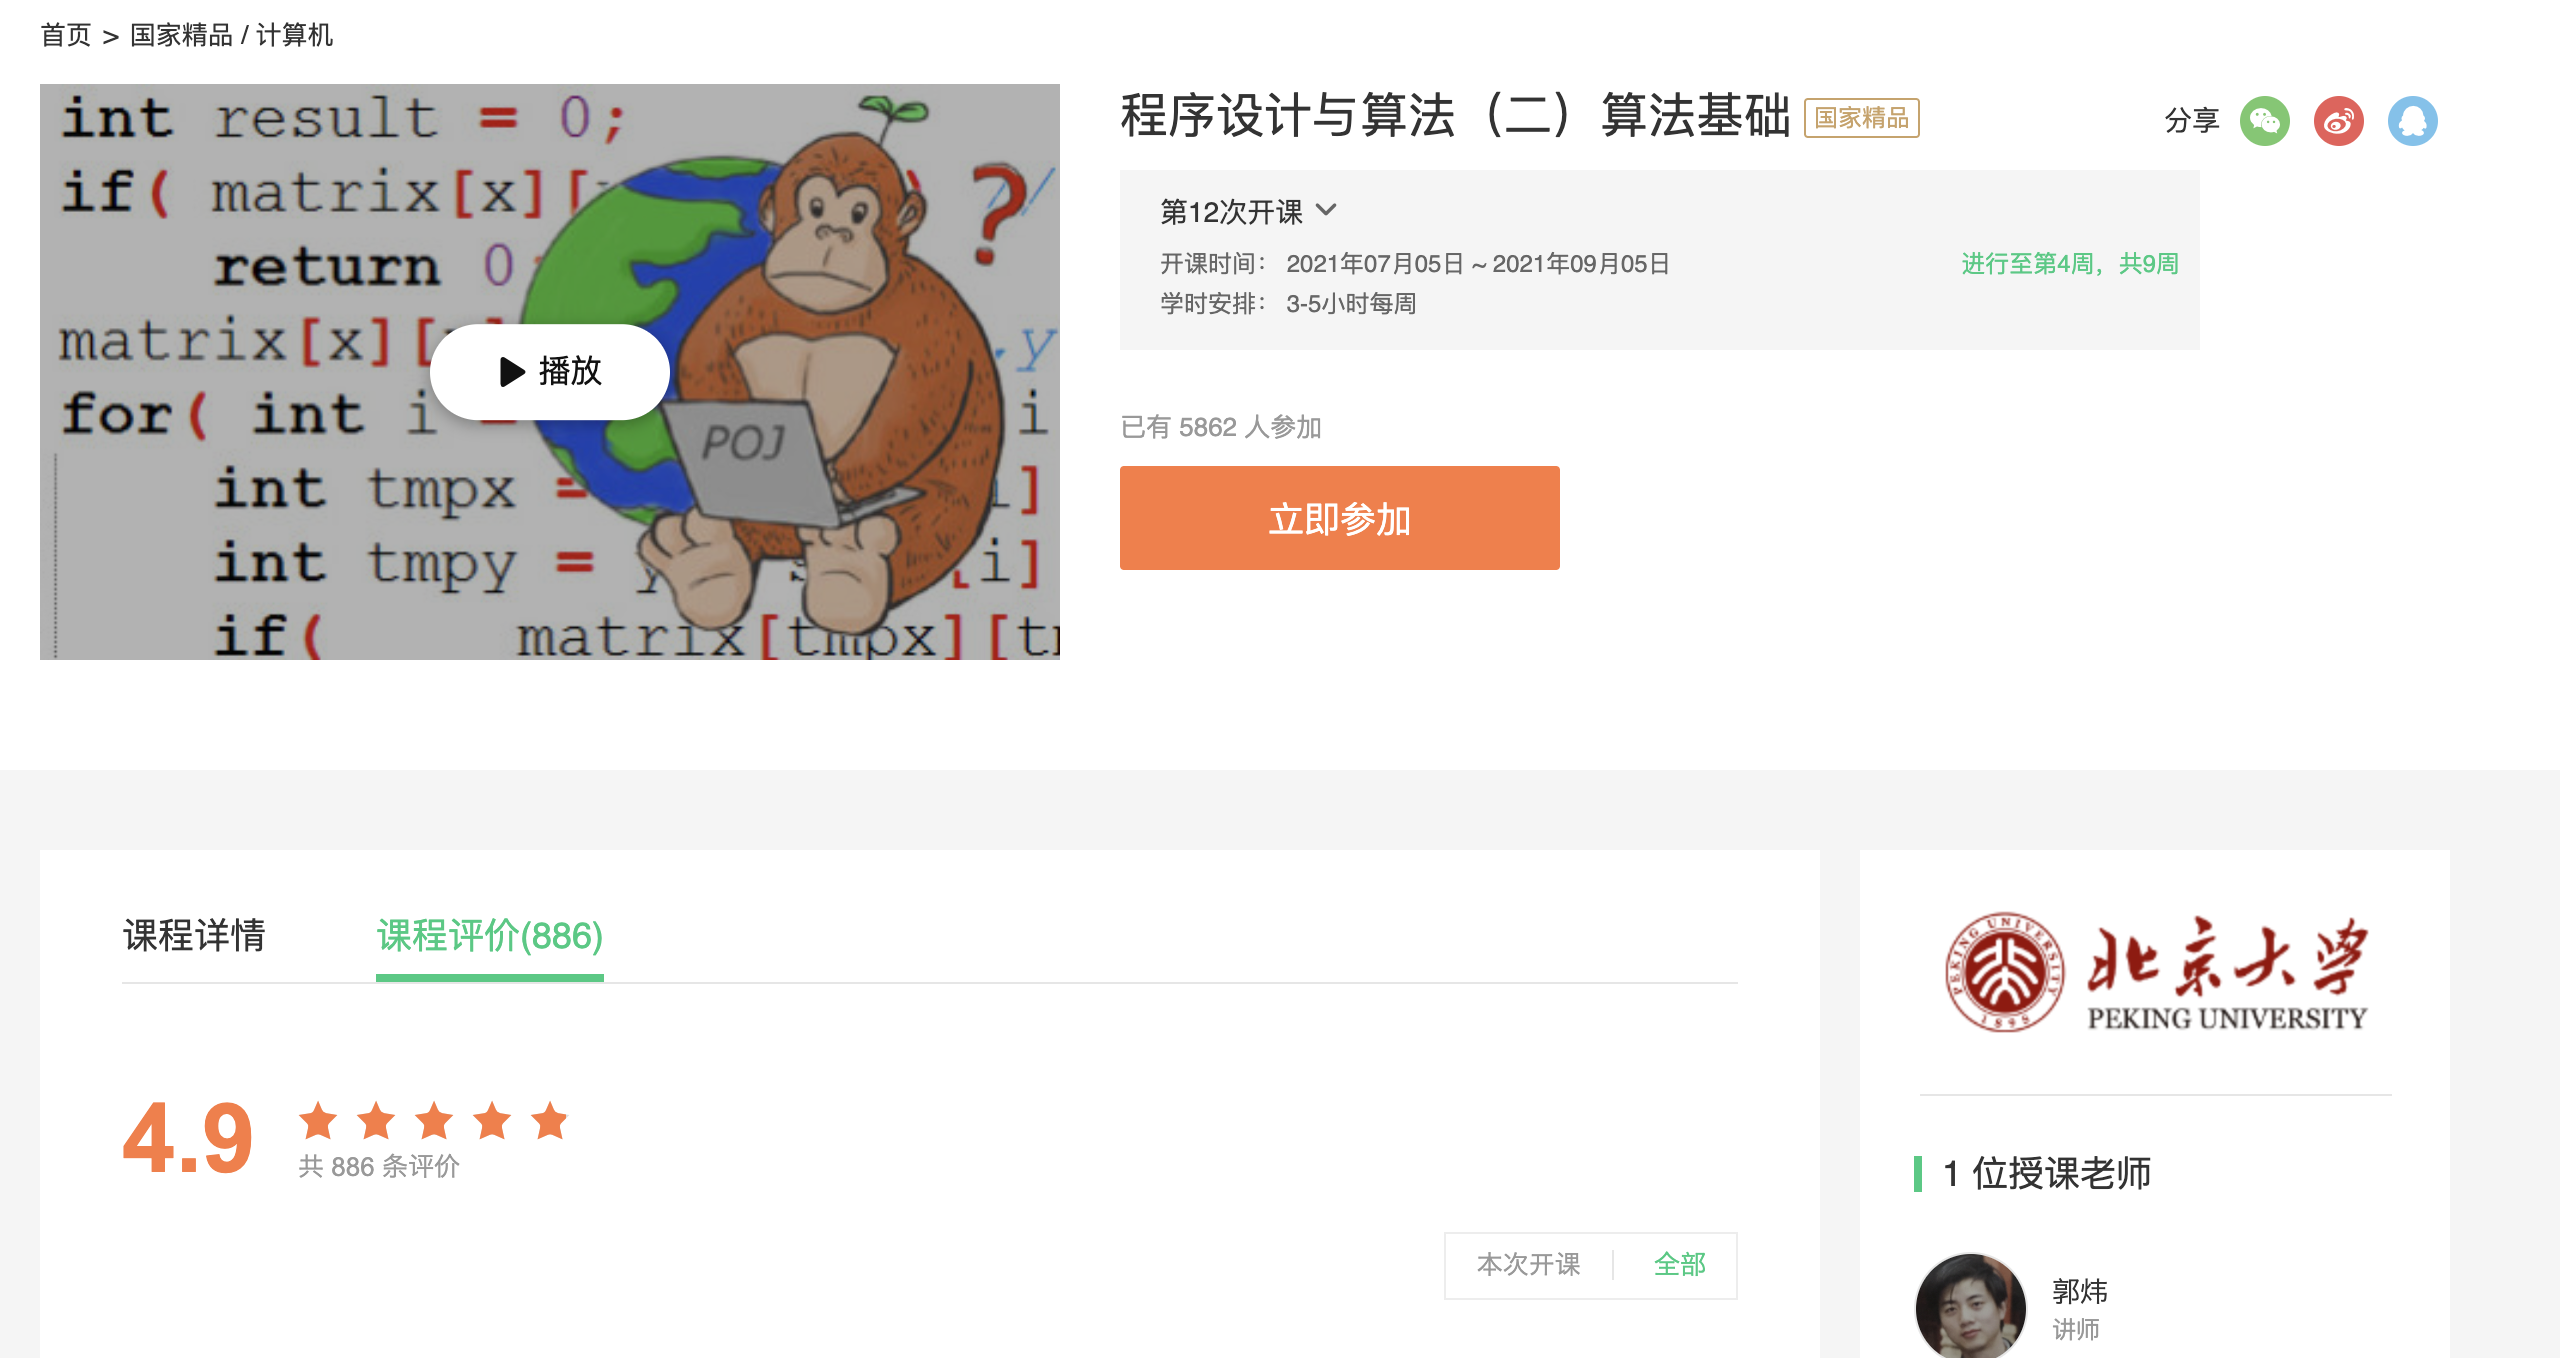 首页 > 国家精品 / 计算机
int result = 0;
if( matrix[x][
return 0
matrix[x][
for( int i
int tmpx =
int tmpy =
if( matrix[tmpx][
?
POJ
播放
程序设计与算法（二）算法基础 国家精品
分享
第12次开课
开课时间： 2021年07月05日 ~ 2021年09月05日
进行至第4周，共9周
学时安排： 3-5小时每周
已有 5862 人参加
立即参加
课程详情 课程评价(886)
4.9
共 886 条评价
本次开课 全部
PEKING UNIVERSITY
1898
北京大学
PEKING UNIVERSITY
1 位授课老师
郭炜
讲师